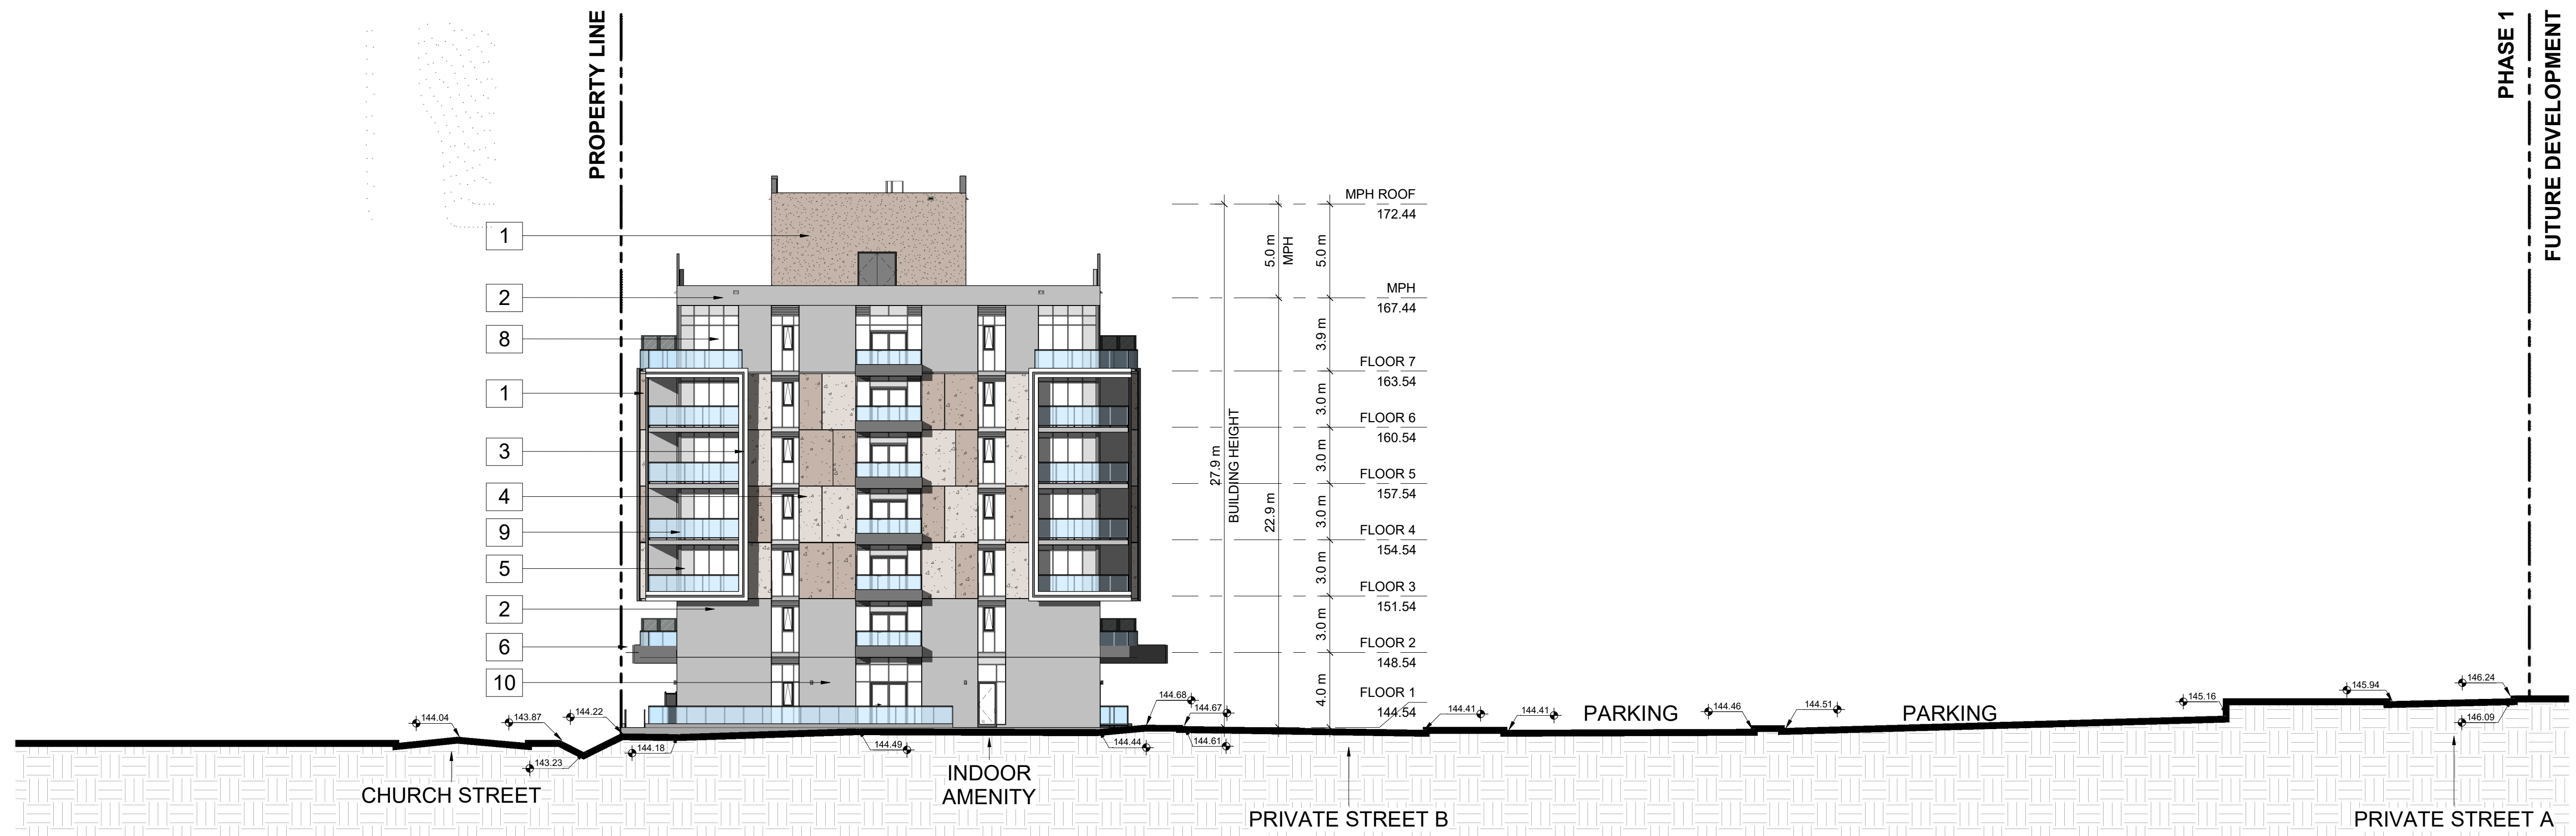 PROPERTY LINE
PHASE 1
FUTURE DEVELOPMENT
1
2
8
1
3
4
9
5
2
6
10
MPH ROOF
172.44
5.0 m
MPH
5.0 m
MPH
167.44
3.9 m
FLOOR 7
163.54
3.0 m
FLOOR 6
160.54
3.0 m
FLOOR 5
157.54
3.0 m
FLOOR 4
154.54
3.0 m
FLOOR 3
151.54
3.0 m
FLOOR 2
148.54
4.0 m
FLOOR 1
144.54
27.9 m
BUILDING HEIGHT
22.9 m
144.04
143.87
144.22
143.23
144.18
144.49
144.68
144.67
144.44
144.61
144.41
144.41
144.46
144.51
145.16
145.94
146.24
146.09
PARKING
PARKING
CHURCH STREET
INDOOR
AMENITY
PRIVATE STREET B
PRIVATE STREET A